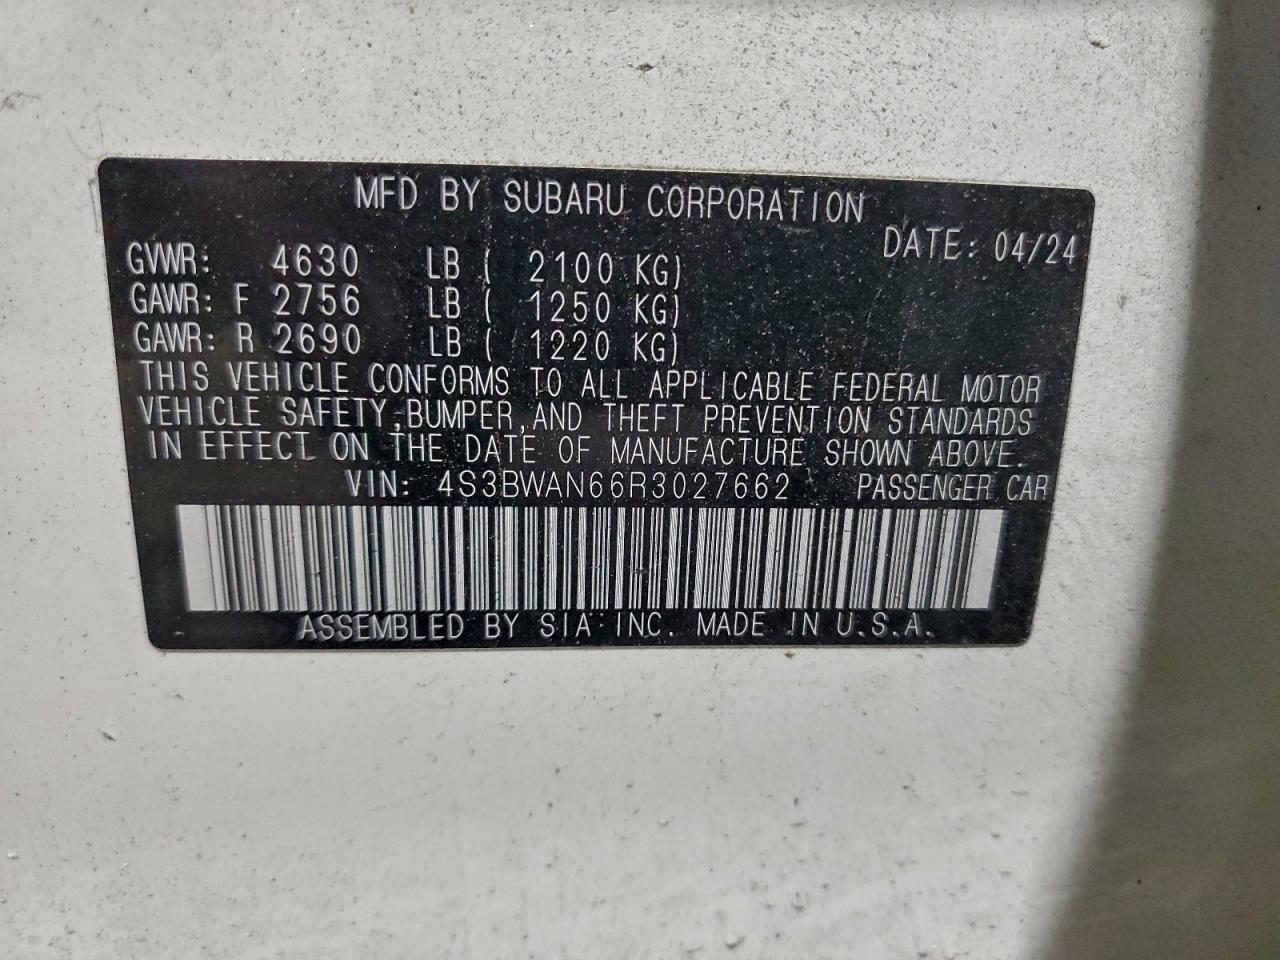 MFD BY SUBARU CORPORATION
DATE: 04/24
GVWR: 4630 LB ( 2100 KG)
GAWR: F 2756 LB ( 1250 KG)
GAWR: R 2690 LB ( 1220 KG)
THIS VEHICLE CONFORMS TO ALL APPLICABLE FEDERAL MOTOR
VEHICLE SAFETY,BUMPER,AND THEFT PREVENTION STANDARDS
IN EFFECT ON THE DATE OF MANUFACTURE SHOWN ABOVE.
VIN: 4S3BWAN66R3027662 PASSENGER CAR
ASSEMBLED BY SIA INC. MADE IN U.S.A.